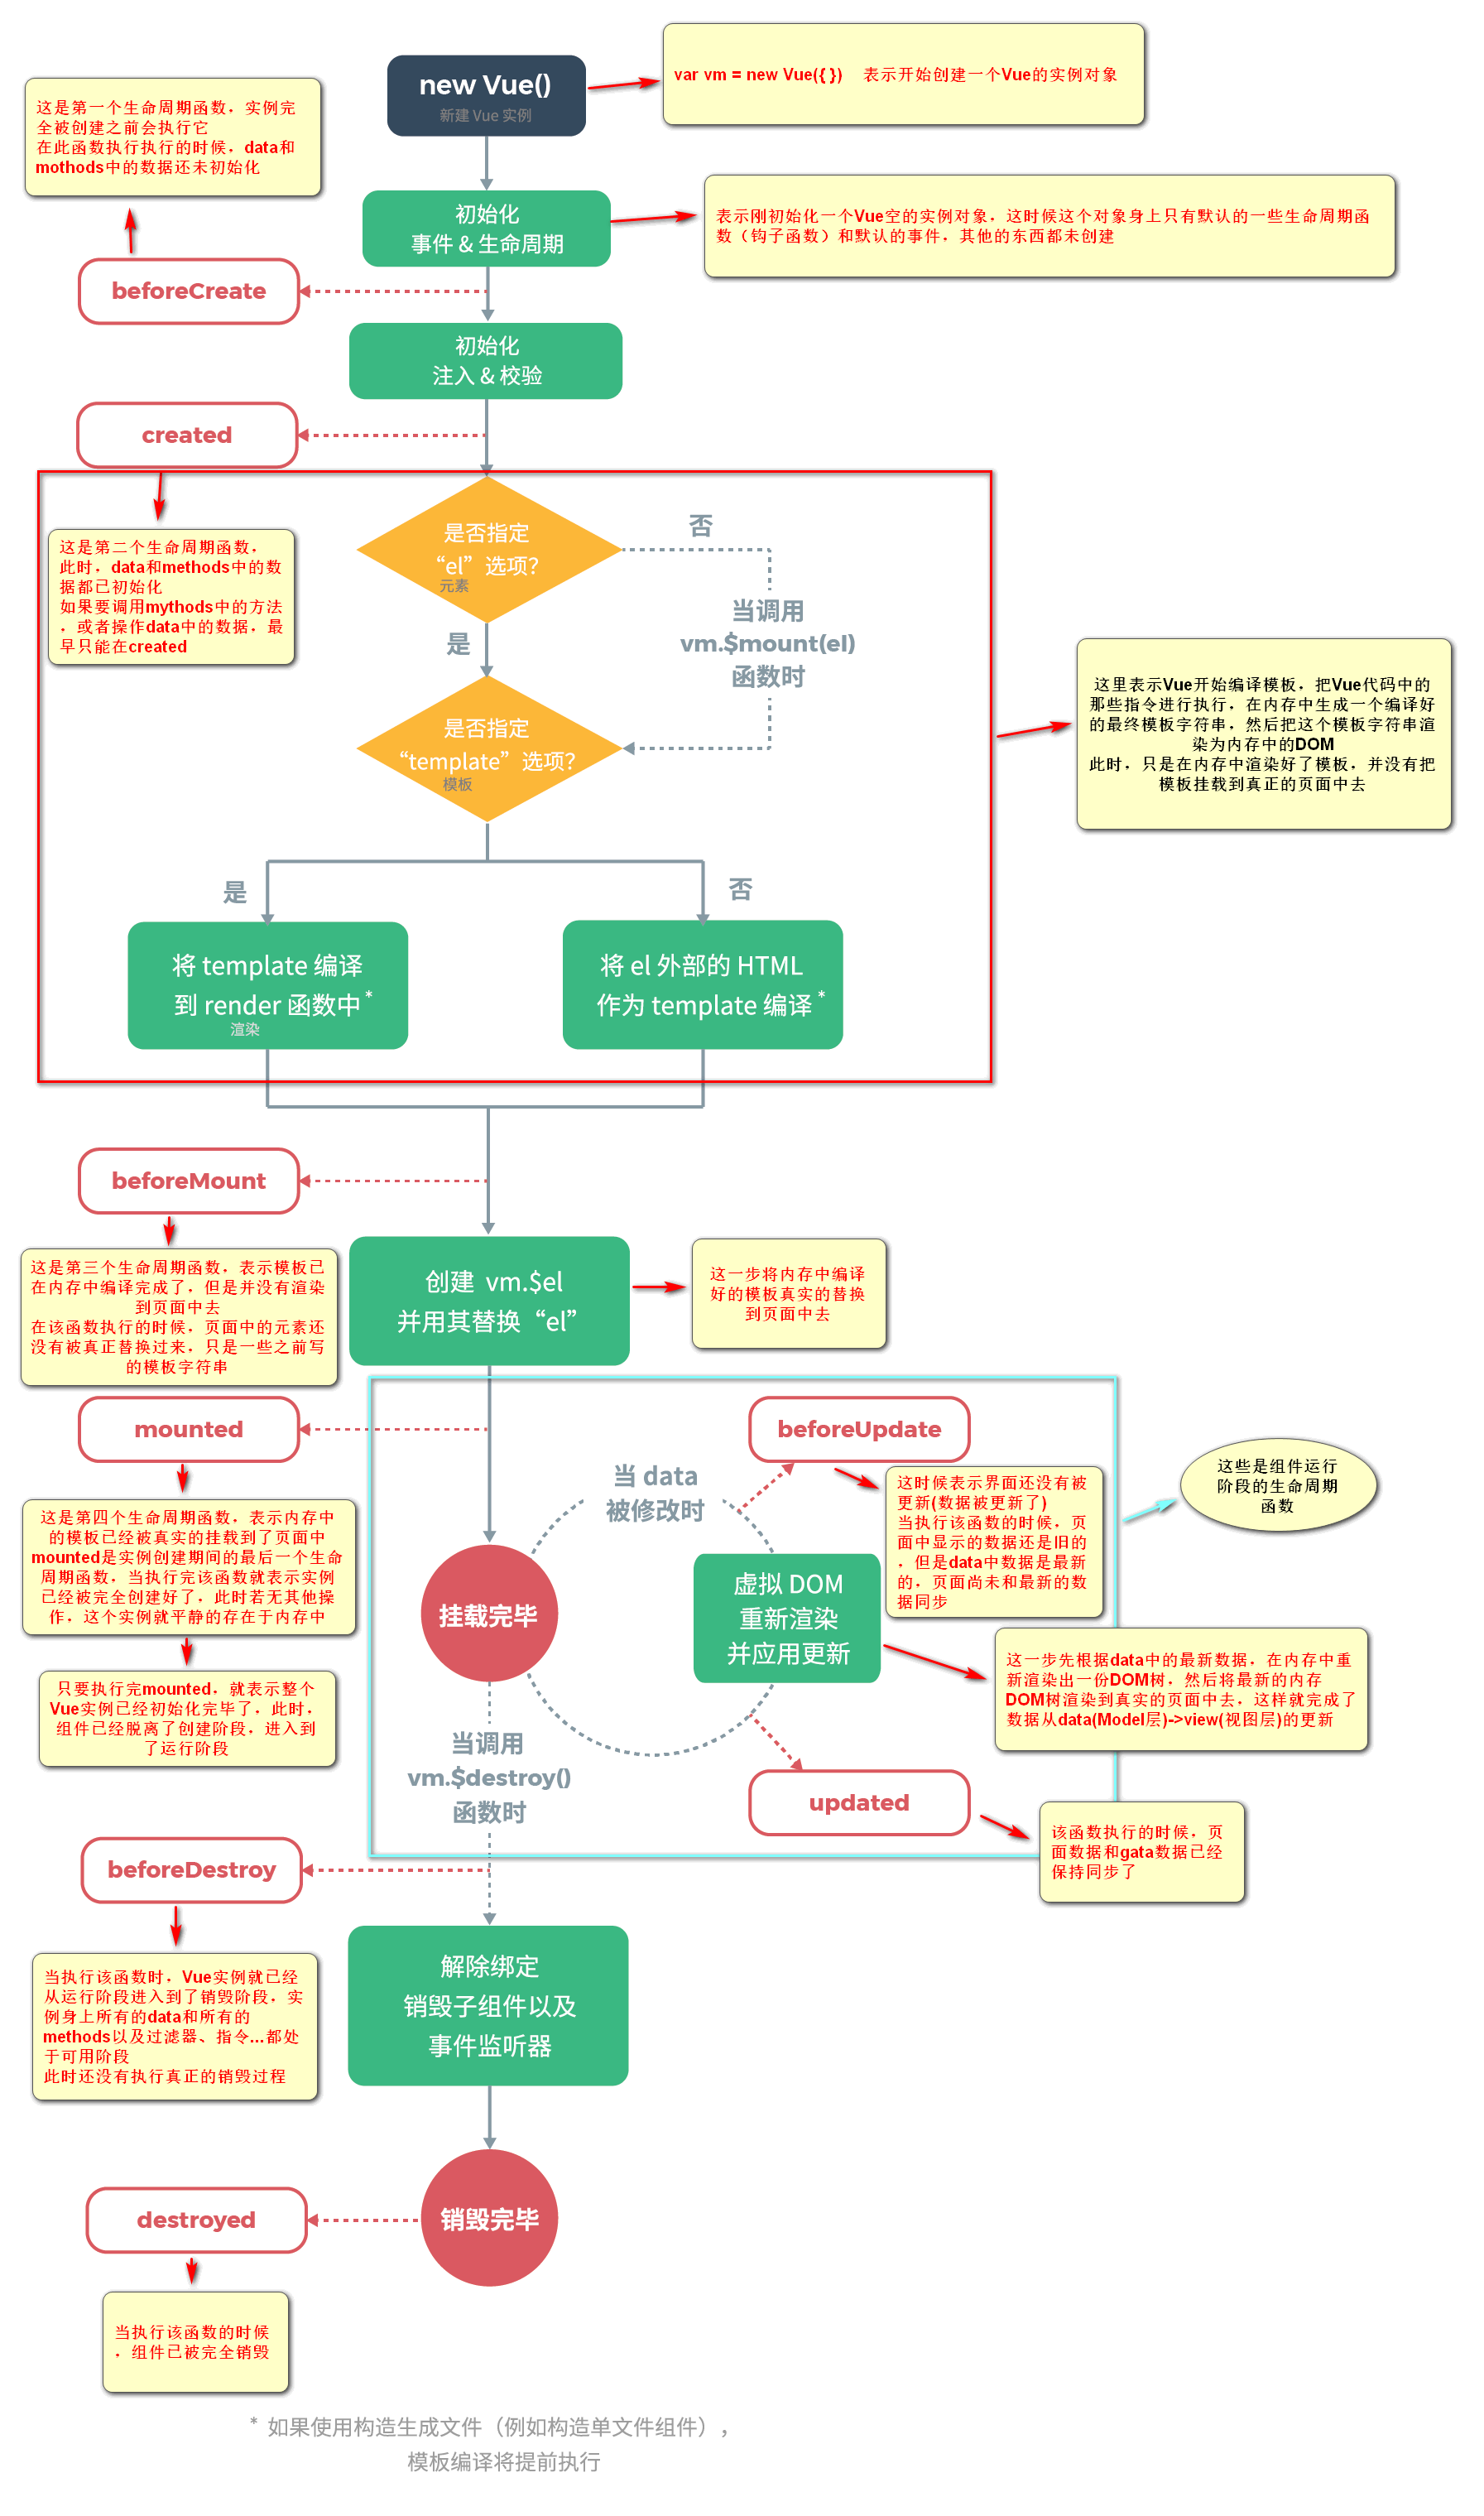 new Vue()
新建 Vue 实例
var vm = new Vue({ }) 表示开始创建一个Vue的实例对象
这是第一个生命周期函数，实例完
全被创建之前会执行它
在此函数执行执行的时候，data和
mothods中的数据还未初始化
初始化
事件 & 生命周期
表示刚初始化一个Vue空的实例对象，这时候这个对象身上只有默认的一些生命周期函
数（钩子函数）和默认的事件，其他的东西都未创建
beforeCreate
初始化
注入 & 校验
created
这是第二个生命周期函数，
此时，data和methods中的数
据都已初始化
如果要调用mythods中的方法
，或者操作data中的数据，最
早只能在created
是否指定
“el”选项?
元素
否
是
当调用
vm.$mount(el)
函数时
是否指定
“template”选项?
模板
这里表示Vue开始编译模板，把Vue代码中的
那些指令进行执行，在内存中生成一个编译好
的最终模板字符串，然后把这个模板字符串渲
染为内存中的DOM
此时，只是在内存中渲染好了模板，并没有把
模板挂载到真正的页面中去
是
否
将 template 编译
到 render 函数中 *
渲染
将 el 外部的 HTML
作为 template 编译 *
beforeMount
这是第三个生命周期函数，表示模板已
在内存中编译完成了，但是并没有渲染
到页面中去
在该函数执行的时候，页面中的元素还
没有被真正替换过来，只是一些之前写
的模板字符串
创建 vm.$el
并用其替换“el”
这一步将内存中编译
好的模板真实的替换
到页面中去
mounted
这是第四个生命周期函数，表示内存中
的模板已经被真实的挂载到了页面中
mounted是实例创建期间的最后一个生命
周期函数，当执行完该函数就表示实例
已经被完全创建好了，此时若无其他操
作，这个实例就平静的存在于内存中
只要执行完mounted，就表示整个
Vue实例已经初始化完毕了，此时，
组件已经脱离了创建阶段，进入到
了运行阶段
beforeUpdate
这时候表示界面还没有被
更新(数据被更新了)
当执行该函数的时候，页
面中显示的数据还是旧的
，但是data中数据是最新
的，页面尚未和最新的数
据同步
这些是组件运行
阶段的生命周期
函数
当 data
被修改时
挂载完毕
虚拟 DOM
重新渲染
并应用更新
这一步先根据data中的最新数据，在内存中重
新渲染出一份DOM树，然后将最新的内存
DOM树渲染到真实的页面中去，这样就完成了
数据从data(Model层)->view(视图层)的更新
当调用
vm.$destroy()
函数时
updated
该函数执行的时候，页
面数据和gata数据已经
保持同步了
beforeDestroy
当执行该函数时，Vue实例就已经
从运行阶段进入到了销毁阶段，实
例身上所有的data和所有的
methods以及过滤器、指令...都处
于可用阶段
此时还没有执行真正的销毁过程
解除绑定
销毁子组件以及
事件监听器
销毁完毕
destroyed
当执行该函数的时候
，组件已被完全销毁
* 如果使用构造生成文件（例如构造单文件组件），
模板编译将提前执行